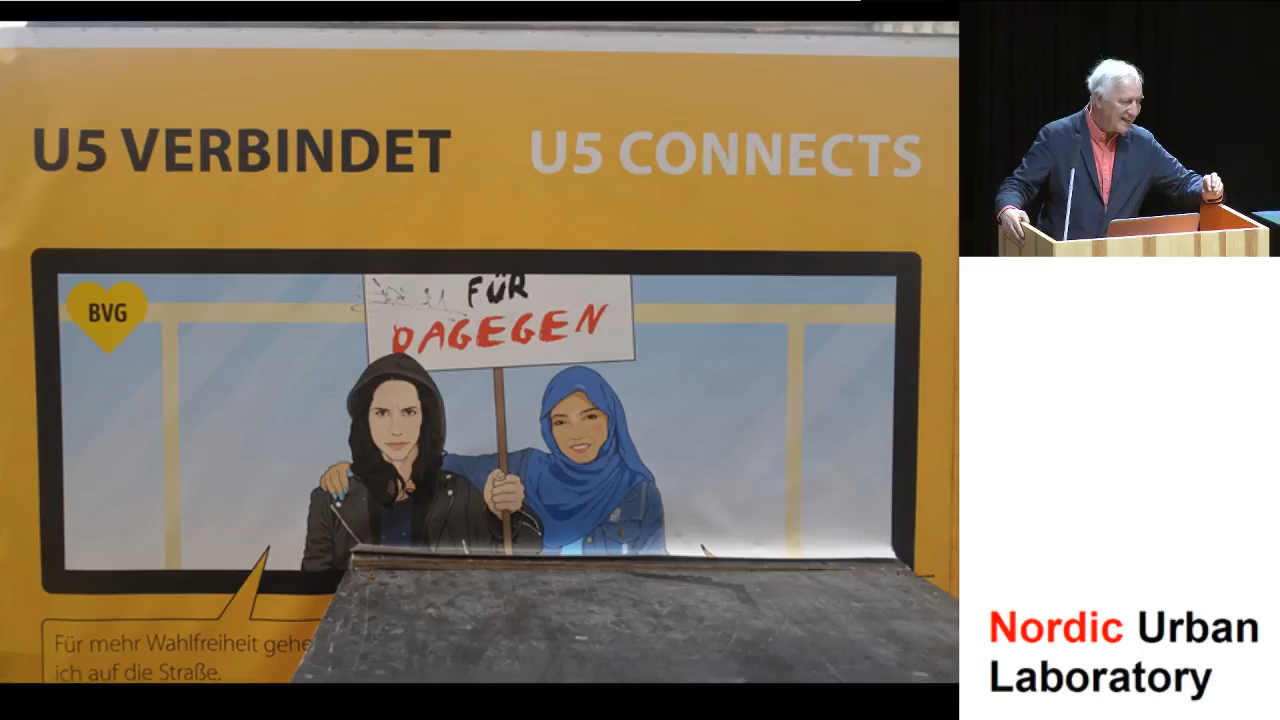 U5 VERBINDET
U5 CONNECTS
BVG
FÜR
DAGEGEN
Für mehr Wahlfreiheit gehe
ich auf die Straße.
Nordic Urban
Laboratory